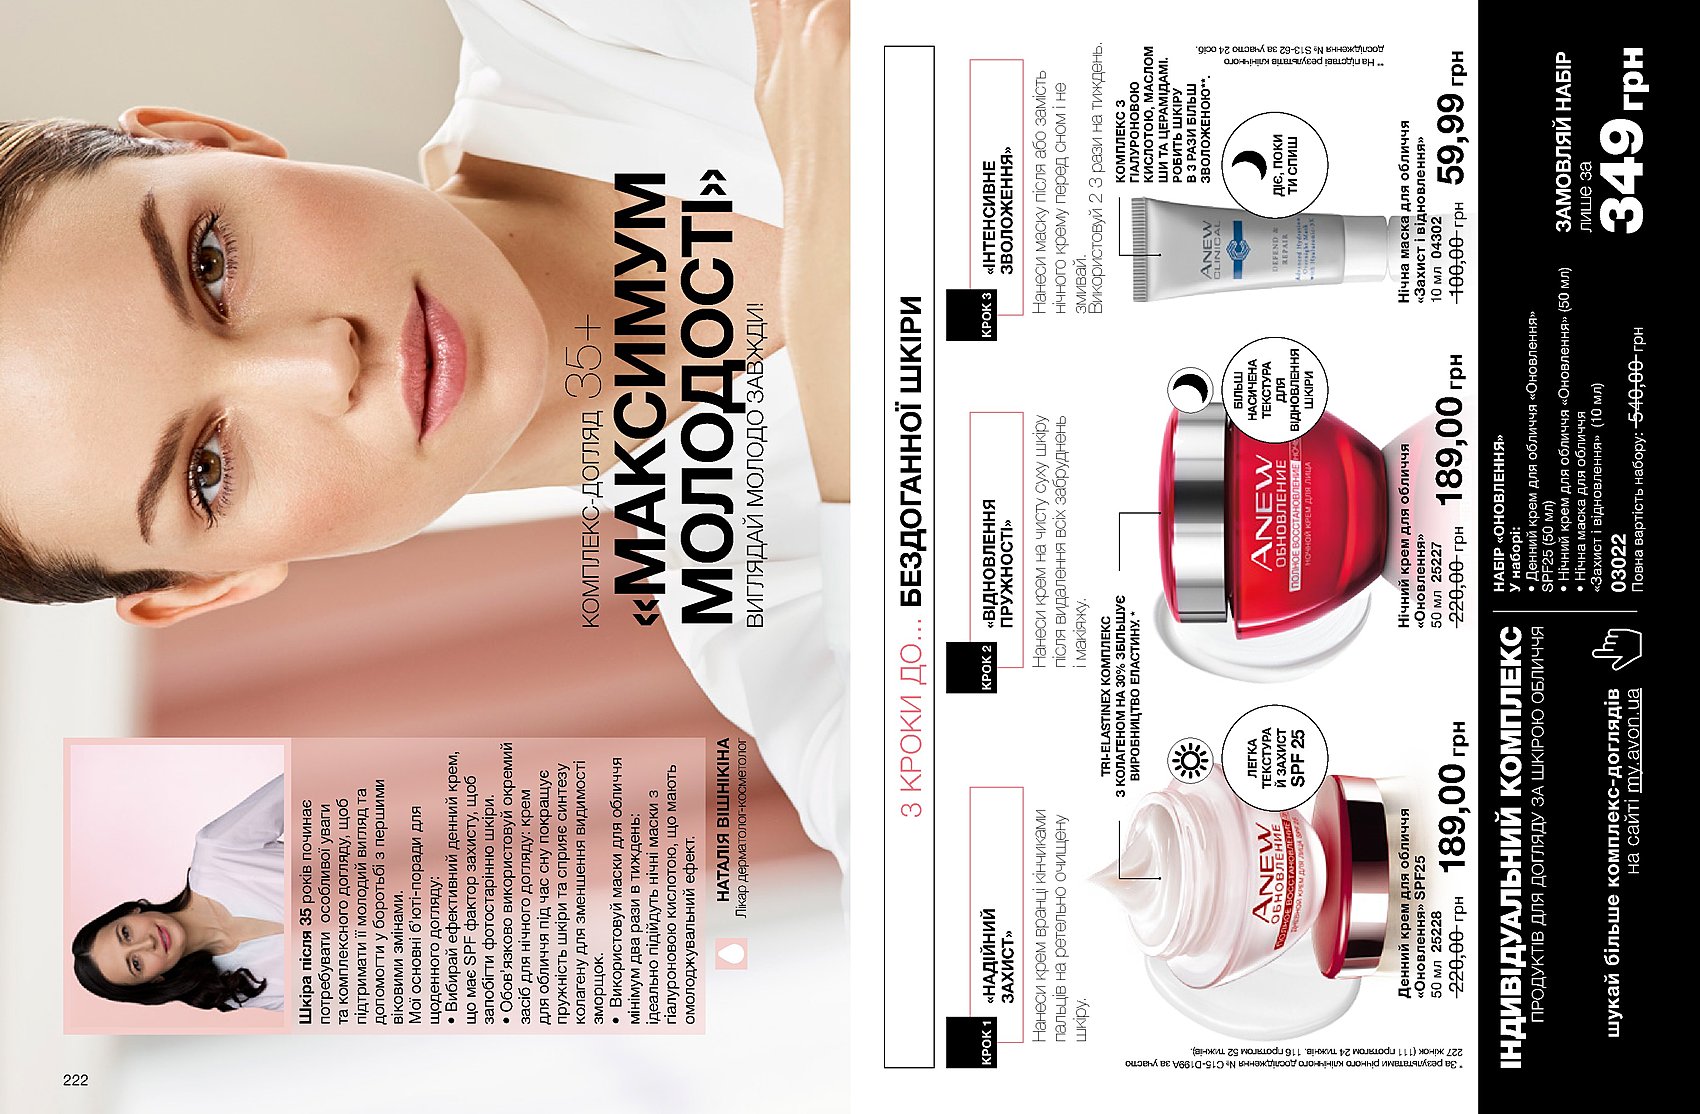 КОМПЛЕКС-ДОГЛЯД 35+
«МАКСИМУМ
МОЛОДОСТІ»
ВИГЛЯДАЙ МОЛОДО ЗАВЖДИ!
Шкіра після 35 років починає
потребувати особливої уваги
та комплексного догляду, щоб
підтримати її молодий вигляд та
допомогти у боротьбі з першими
віковими змінами.
Мої основні б'юті-поради для
щоденного догляду:
• Вибирай ефективний денний крем,
що має SPF фактор захисту, щоб
запобігти фотостарінню шкіри.
• Обов'язково використовуй окремий
засіб для нічного догляду: крем
для обличчя під час сну покращує
пружність шкіри та сприяє синтезу
колагену для зменшення видимості
зморщок.
• Використовуй маски для обличчя
мінімум два рази в тиждень:
ідеально підійдуть нічні маски з
гіалуроновою кислотою, що мають
омолоджувальний ефект.
НАТАЛІЯ ВІШНІКІНА
Лікар дерматолог-косметолог
222
3 КРОКИ ДО... БЕЗДОГАННОЇ ШКІРИ
КРОК 1
«НАДІЙНИЙ
ЗАХИСТ»
Нанеси крем вранці кінчиками
пальців на ретельно очищену
шкіру.
ЛЕГКА
ТЕКСТУРА
Й ЗАХИСТ
SPF 25
ANEW
ОБНОВЛЕНИЕ
ПОЛНОЕ ВОССТАНОВЛЕНИЕ
ДНЕВНОЙ КРЕМ ДЛЯ ЛИЦА SPF 25
Денний крем для обличчя
«Оновлення» SPF25
50 мл 25228
220,00 грн 189,00 грн
TRI-ELASTINEX КОМПЛЕКС
З КОЛАГЕНОМ НА 30% ЗБІЛЬШУЄ
ВИРОБНИЦТВО ЕЛАСТИНУ.*
КРОК 2
«ВІДНОВЛЕННЯ
ПРУЖНОСТІ»
Нанеси крем на чисту суху шкіру
після видалення всіх забруднень
і макіяжу.
БІЛЬШ
НАСИЧЕНА
ТЕКСТУРА
ДЛЯ
ВІДНОВЛЕННЯ
ШКІРИ
ANEW
ОБНОВЛЕНИЕ
ПОЛНОЕ ВОССТАНОВЛЕНИЕ
НОЧНОЙ КРЕМ ДЛЯ ЛИЦА
Нічний крем для обличчя
«Оновлення»
50 мл 25227
220,00 грн 189,00 грн
КРОК 3
«ІНТЕНСИВНЕ
ЗВОЛОЖЕННЯ»
Нанеси маску після або замість
нічного крему перед сном і не
змивай.
Використовуй 2 3 рази на тиждень.
КОМПЛЕКС З
ГІАЛУРОНОВОЮ
КИСЛОТОЮ, МАСЛОМ
ШИ ТА ЦЕРАМІДАМИ.
РОБИТЬ ШКІРУ
В 3 РАЗИ БІЛЬШ
ЗВОЛОЖЕНОЮ**.
ДІЄ, ПОКИ
ТИ СПИШ
ANEW
CLINICAL
DEFEND &
REPAIR
Advanced Hydration
Overnight Mask
Нічна маска для обличчя
«Захист і відновлення»
10 мл 04302
100,00 грн 59,99 грн
* За результатами річного клінічного дослідження № C15-D199A за участю
227 жінок (111 протягом 24 тижнів, 116 протягом 52 тижнів).
** На підставі результатів клінічного
дослідження № S13-62 за участю 24 осіб.
ІНДИВІДУАЛЬНИЙ КОМПЛЕКС
ПРОДУКТІВ ДЛЯ ДОГЛЯДУ ЗА ШКІРОЮ ОБЛИЧЧЯ
шукай більше комплекс-доглядів
на сайті my.avon.ua
НАБІР «ОНОВЛЕННЯ»
У наборі:
• Денний крем для обличчя «Оновлення»
SPF25 (50 мл)
• Нічний крем для обличчя «Оновлення» (50 мл)
• Нічна маска для обличчя
«Захист і відновлення» (10 мл)
03022
Повна вартість набору: 540,00 грн
ЗАМОВЛЯЙ НАБІР
лише за
349 грн